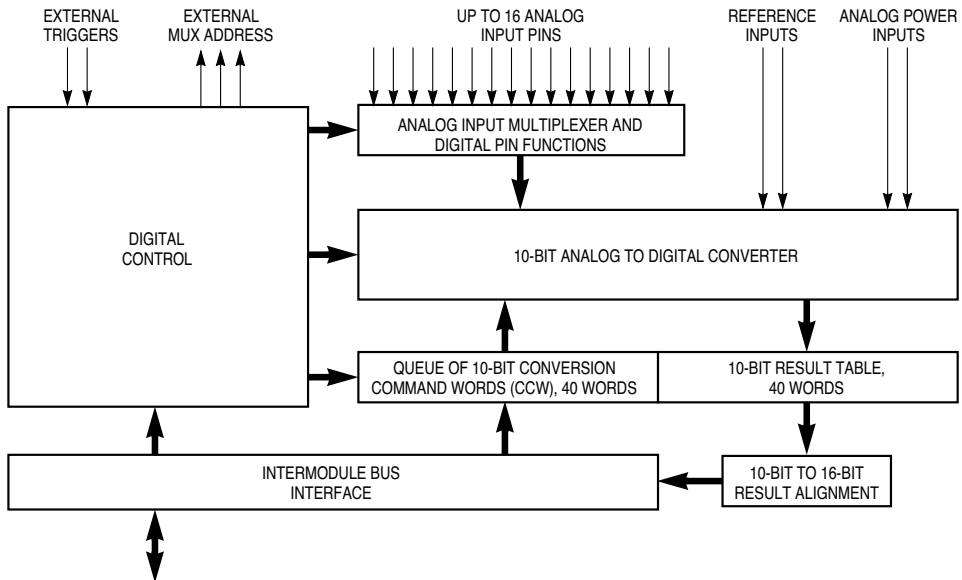 EXTERNAL
TRIGGERS
EXTERNAL
MUX ADDRESS
UP TO 16 ANALOG
INPUT PINS
REFERENCE
INPUTS
ANALOG POWER
INPUTS
ANALOG INPUT MULTIPLEXER AND
DIGITAL PIN FUNCTIONS
DIGITAL
CONTROL
10-BIT ANALOG TO DIGITAL CONVERTER
QUEUE OF 10-BIT CONVERSION
COMMAND WORDS (CCW), 40 WORDS
10-BIT RESULT TABLE,
40 WORDS
INTERMODULE BUS
INTERFACE
10-BIT TO 16-BIT
RESULT ALIGNMENT